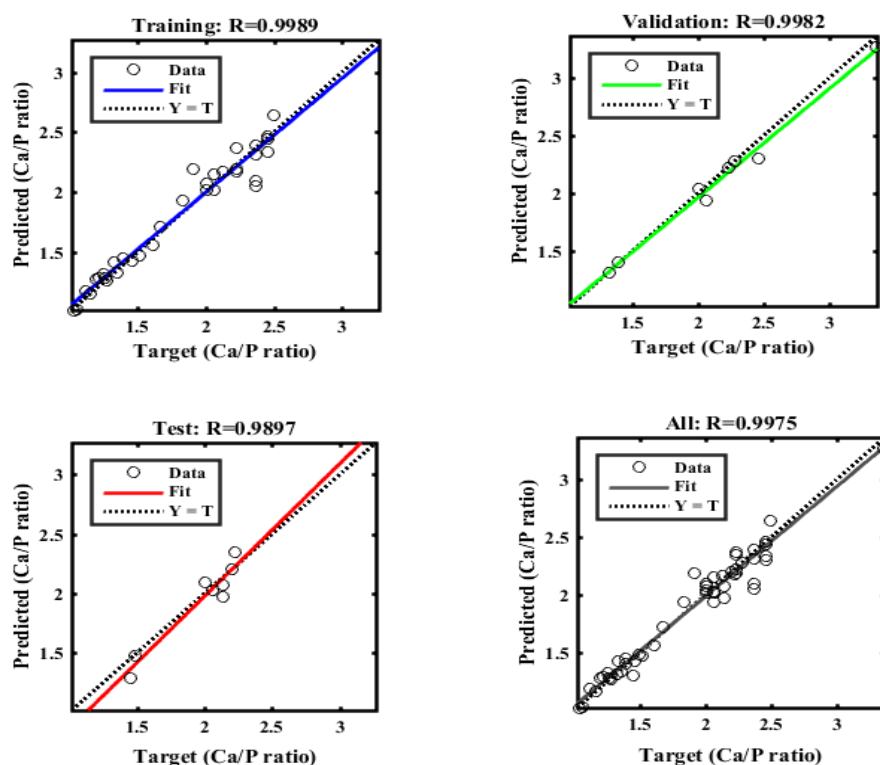 Training: R=0.9989
Data
Fit
Y = T
Predicted (Ca/P ratio)
3
2.5
2
1.5
1.5
2
2.5
3
Target (Ca/P ratio)
Validation: R=0.9982
Data
Fit
Y = T
Predicted (Ca/P ratio)
3
2.5
2
1.5
1.5
2
2.5
3
Target (Ca/P ratio)
Test: R=0.9897
Data
Fit
Y = T
Predicted (Ca/P ratio)
3
2.5
2
1.5
1.5
2
2.5
3
Target (Ca/P ratio)
All: R=0.9975
Data
Fit
Y = T
Predicted (Ca/P ratio)
3
2.5
2
1.5
1.5
2
2.5
3
Target (Ca/P ratio)